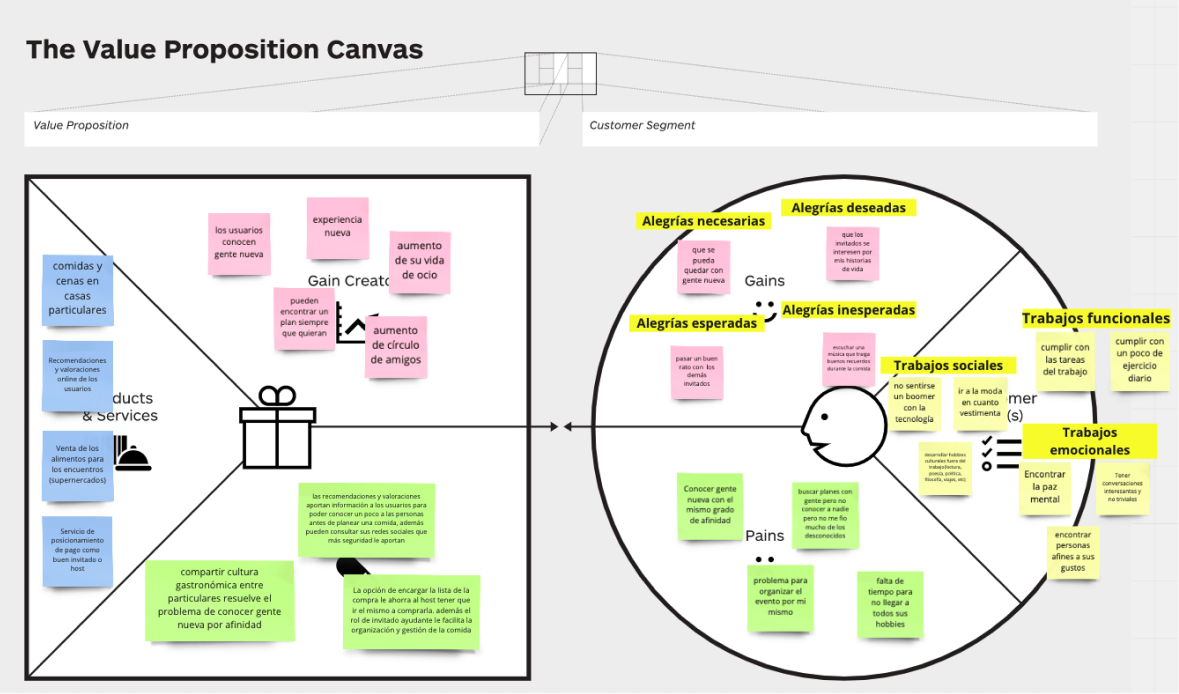 The Value Proposition Canvas
Value Proposition
Customer Segment
comidas y
cenas en
casas
particulares
Recomendaciones
y valoraciones
online de los
usuarios
ducts
& Services
Venta de los
alimentos para
los encuentros
(supernercados)
Servicio de
posicionamiento
de pago como
buen invitado o
host
los usuarios
conocen
gente nueva
experiencia
nueva
aumento
de su vida
de ocio
Gain Creato
pueden
encontrar un
plan siempre
que quieran
aumento
de círculo
de amigos
las recomendaciones y valoraciones
aportan información a los usuarios para
poder conocer un poco a las personas
antes de planear una comida, además
pueden consultar sus redes sociales que
más seguridad le aportan
compartir cultura
gastronómica entre
particulares resuelve el
problema de conocer gente
nueva por afinidad
La opción de encargar la lista de la
compra le ahorra al host tener que
ir el mismo a comprarla. además el
rol de invitado ayudante le facilita la
organización y gestión de la comida
Alegrías necesarias
que se
pueda
quedar con
gente nueva
Alegrías deseadas
que los
invitados se
interesen por
mis historias
de vida
Gains
Alegrías esperadas
pasar un buen
rato con los
demás
invitados
Alegrías inesperadas
escuchar una
música que traiga
buenos recuerdos
durante la comida
Trabajos sociales
no sentirse
un boomer
con la
tecnología
ir a la moda
en cuanto
vestimenta
desarrollar hobbies
culturales fuera del
trabajo(lectura,
poesía, política,
filosofía, viajes, etc)
Trabajos funcionales
cumplir con
las tareas
del trabajo
cumplir con
un poco de
ejercicio
diario
mer
(s)
Trabajos
emocionales
Encontrar
la paz
mental
Tener
conversaciones
interesantes y
no triviales
encontrar
personas
afines a sus
gustos
Conocer gente
nueva con el
mismo grado
de afinidad
buscar planes con
gente pero no
conocer a nadie
pero no me fio
mucho de los
desconocidos
Pains
problema para
organizar el
evento por mi
mismo
falta de
tiempo para
no llegar a
todos sus
hobbies